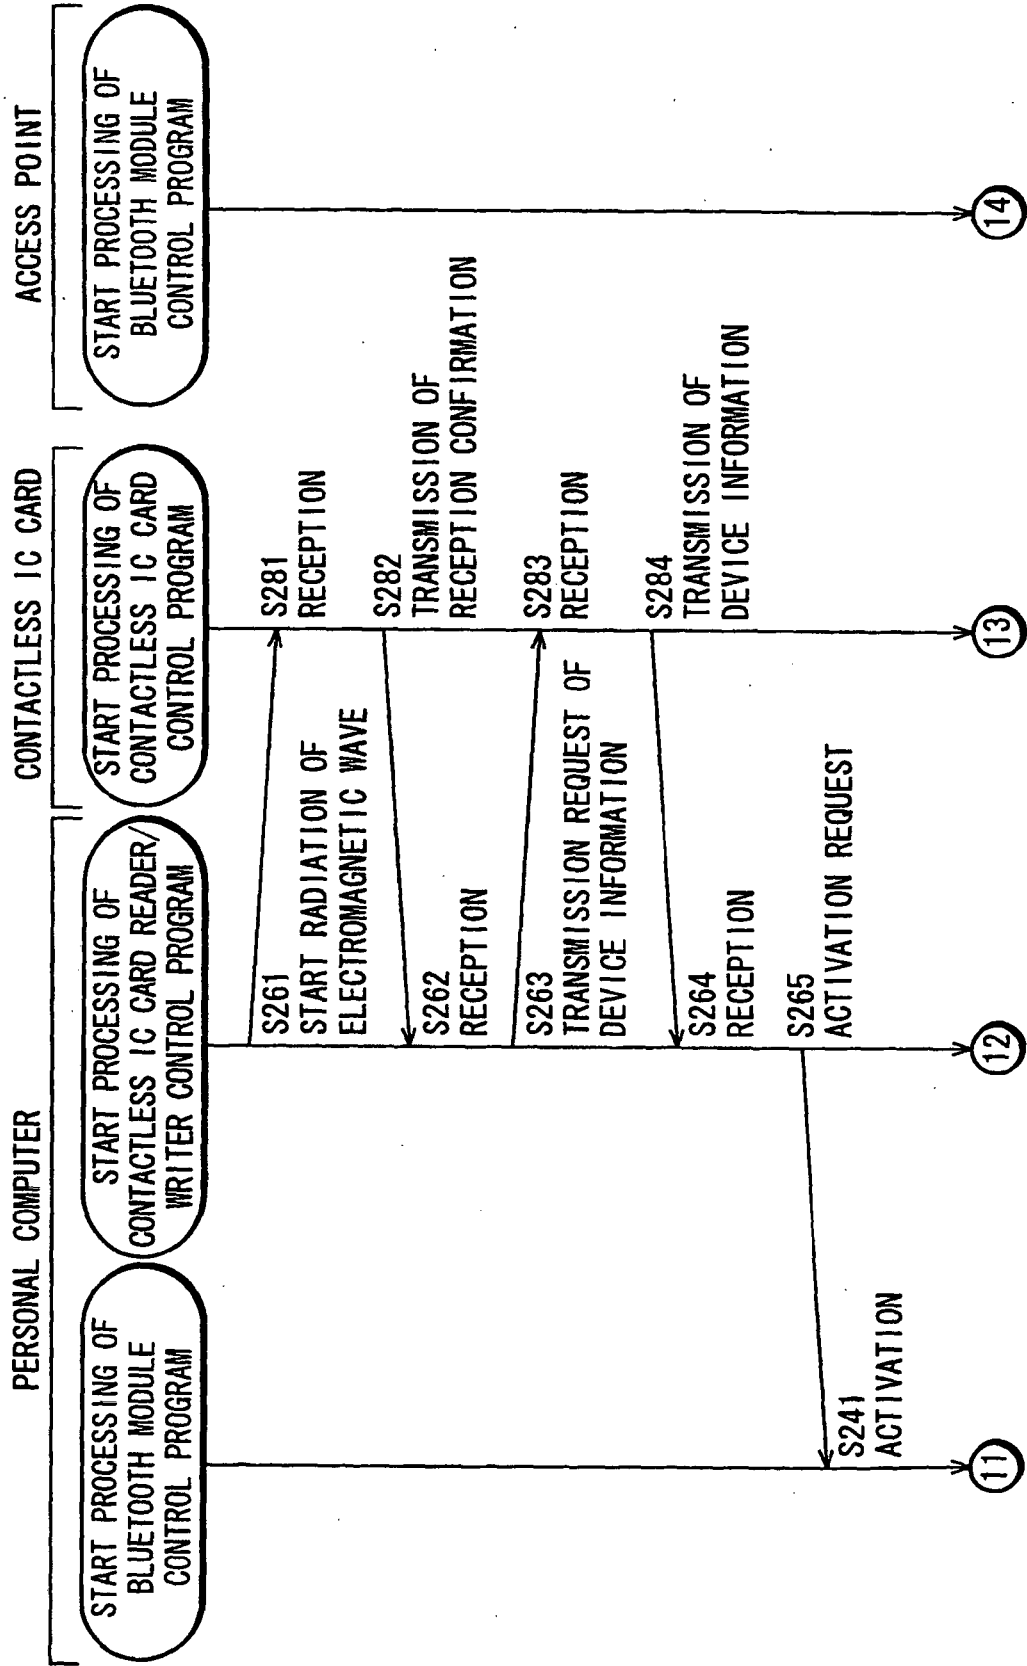 PERSONAL COMPUTER
CONTACTLESS IC CARD
ACCESS POINT
START PROCESSING OF
BLUETOOTH MODULE
CONTROL PROGRAM
START PROCESSING OF
CONTACTLESS IC CARD READER/
WRITER CONTROL PROGRAM
START PROCESSING OF
CONTACTLESS IC CARD
CONTROL PROGRAM
START PROCESSING OF
BLUETOOTH MODULE
CONTROL PROGRAM
S261
START RADIATION OF
ELECTROMAGNETIC WAVE
S281
RECEPTION
S282
TRANSMISSION OF
RECEPTION CONFIRMATION
S262
RECEPTION
S263
TRANSMISSION REQUEST OF
DEVICE INFORMATION
S283
RECEPTION
S284
TRANSMISSION OF
DEVICE INFORMATION
S264
RECEPTION
S265
ACTIVATION REQUEST
S241
ACTIVATION
11
12
13
14